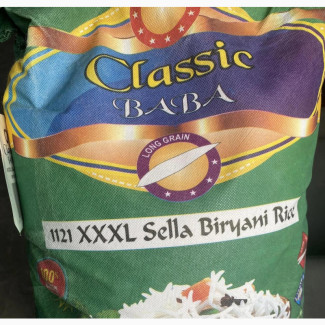 Classic
BABA
LONG GRAIN
1121 XXXL Sella Biryani Rice